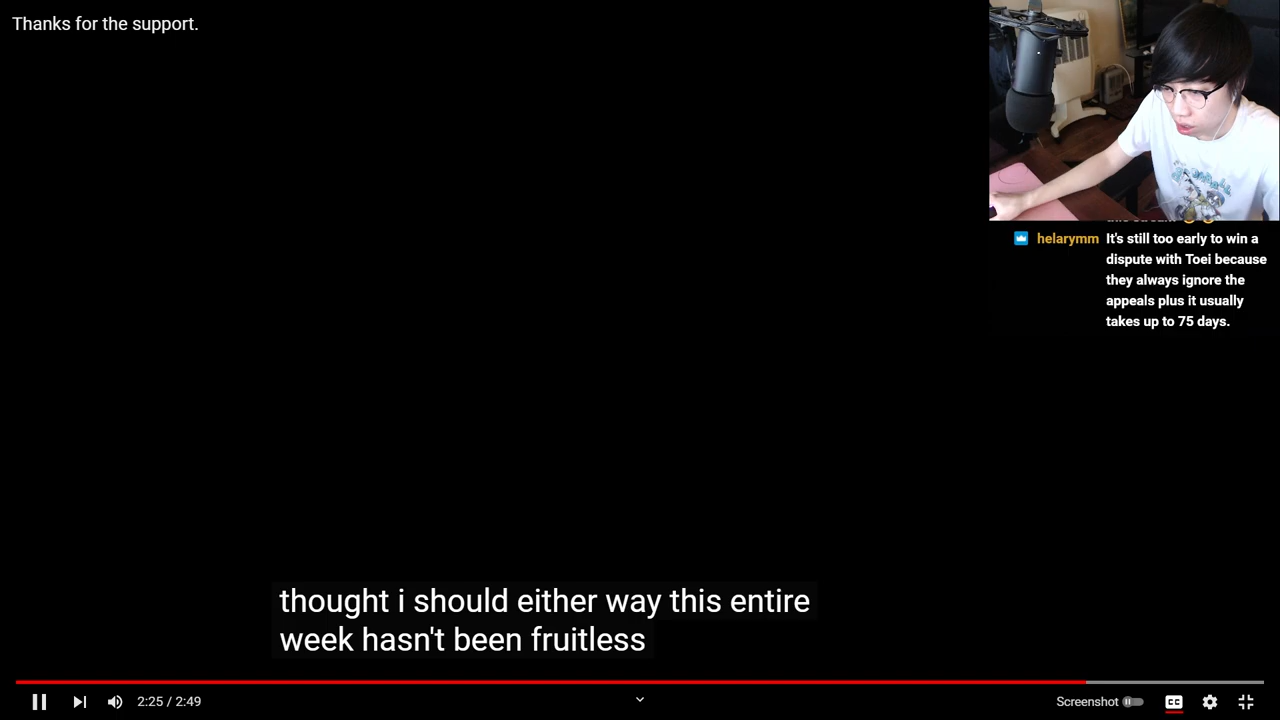 Thanks for the support.
helarymm It's still too early to win a
dispute with Toei because
they always ignore the
appeals plus it usually
takes up to 75 days.
thought i should either way this entire
week hasn't been fruitless
2:25 / 2:49
Screenshot
CC